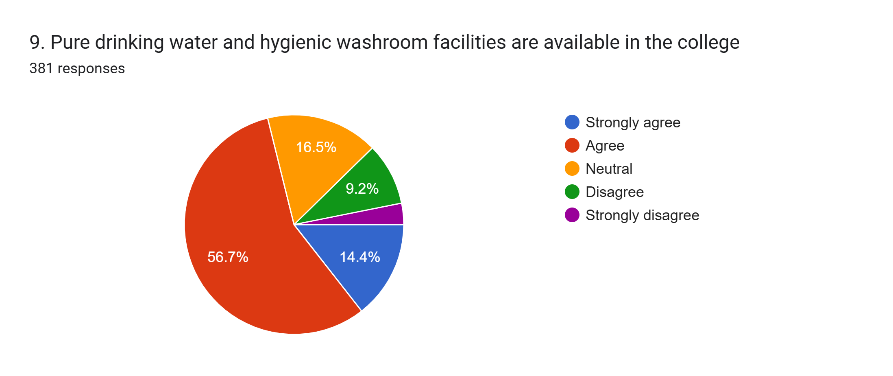 9. Pure drinking water and hygienic washroom facilities are available in the college
381 responses
16.5%
9.2%
56.7%
14.4%
Strongly agree
Agree
Neutral
Disagree
Strongly disagree